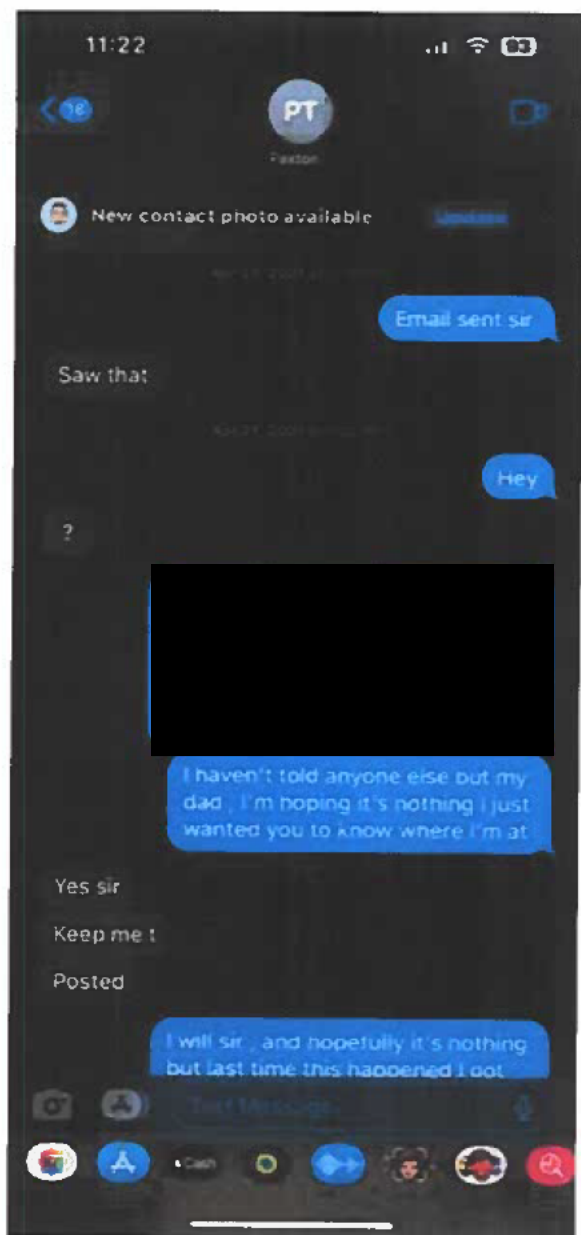 11:22
PT
Paxton
New contact photo available
Email sent sir
Saw that
Hey
?
I haven't told anyone else but my
dad , I'm hoping it's nothing i just
wanted you to know where I'm at
Yes sir
Keep me t
Posted
I will sir , and hopefully it's nothing
but last time this happened I got
Text Message
Cash